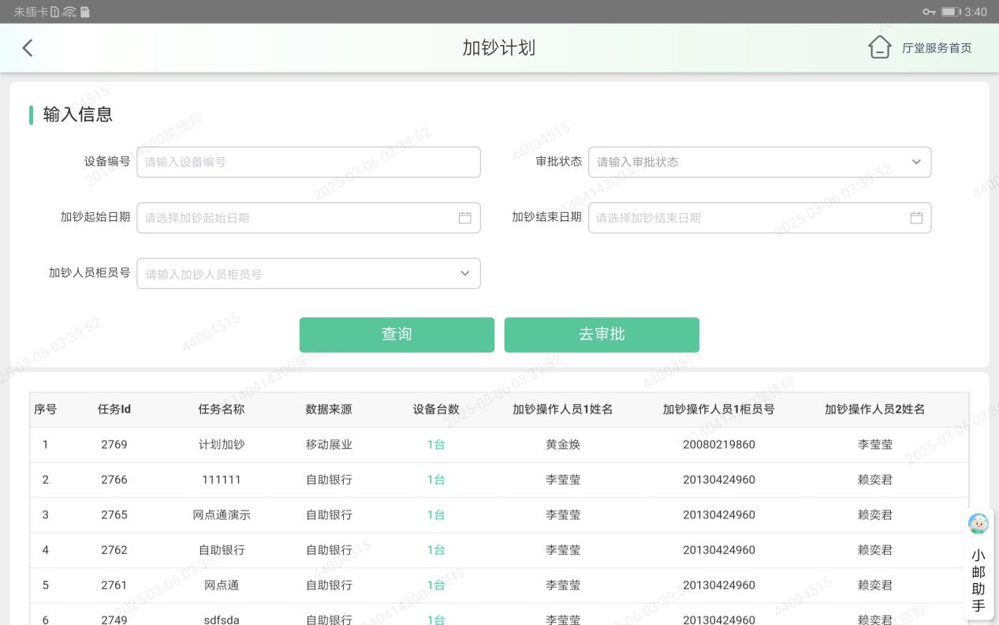 未插卡 3:40
加钞计划 厅堂服务首页
输入信息
设备编号 请输入设备编号 审批状态 请输入审批状态
加钞起始日期 请选择加钞起始日期 加钞结束日期 请选择加钞结束日期
加钞人员柜员号 请输入加钞人员柜员号
查询 去审批
序号 任务Id 任务名称 数据来源 设备台数 加钞操作人员1姓名 加钞操作人员1柜员号 加钞操作人员2姓名
1 2769 计划加钞 移动展业 1台 黄金焕 20080219860 李莹莹
2 2766 111111 自助银行 1台 李莹莹 20130424960 赖奕君
3 2765 网点通演示 自助银行 1台 李莹莹 20130424960 赖奕君
4 2762 自助银行 自助银行 1台 李莹莹 20130424960 赖奕君
5 2761 网点通 自助银行 1台 李莹莹 20130424960 赖奕君
6 2749 sdfsda 自助银行 1台 李莹莹 20130424960 赖奕君
小邮助手
44004515
2025-03-06 03:39:52